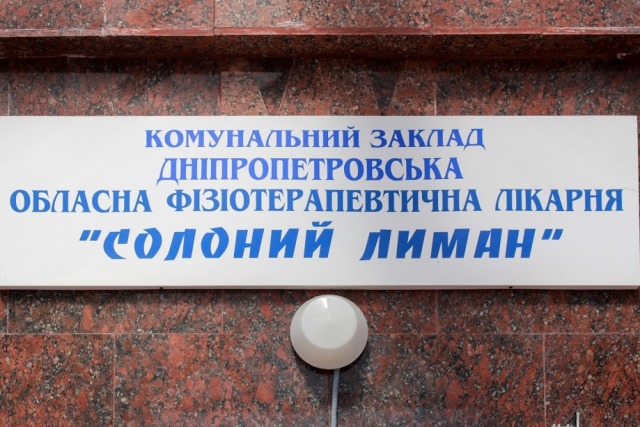 КОМУНАЛЬНИЙ ЗАКЛАД
ДНІПРОПЕТРОВСЬКА
ОБЛАСНА ФІЗІОТЕРАПЕВТИЧНА ЛІКАРНЯ
"СОЛОНИЙ ЛИМАН"